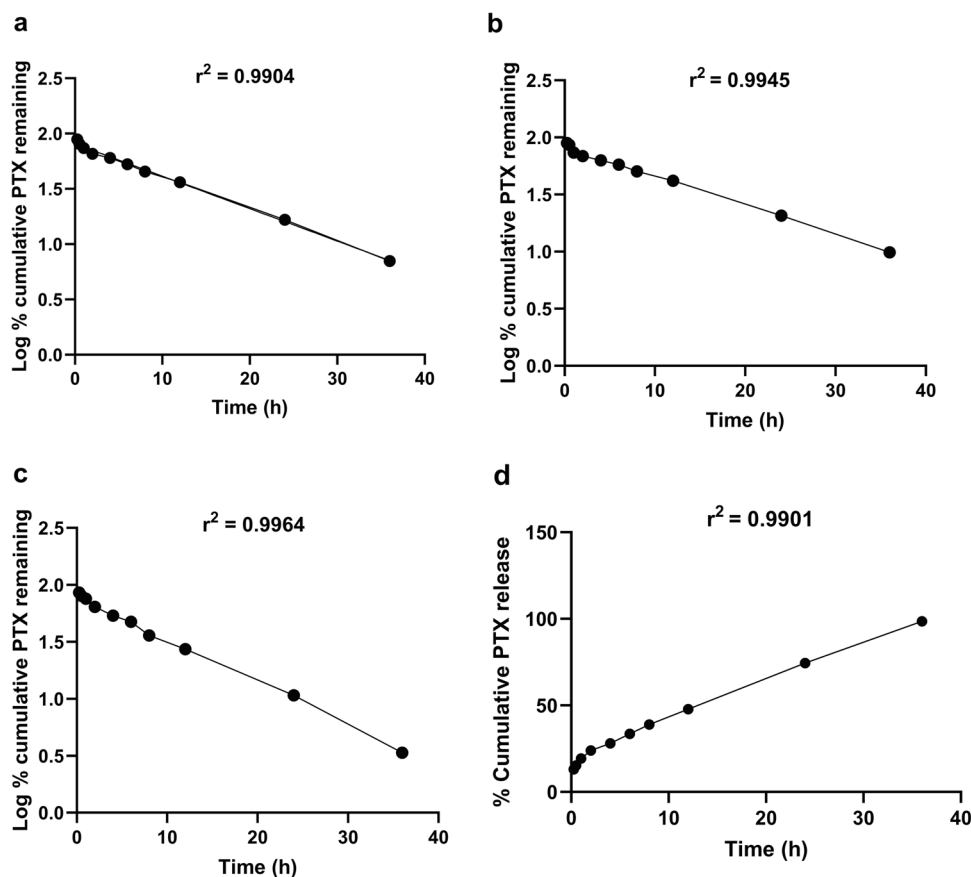 a
r² = 0.9904
Log % cumulative PTX remaining
2.5
2.0
1.5
1.0
0.5
0.0
0 10 20 30 40
Time (h)
b
r² = 0.9945
Log % cumulative PTX remaining
2.5
2.0
1.5
1.0
0.5
0.0
0 10 20 30 40
Time (h)
c
r² = 0.9964
Log % cumulative PTX remaining
2.5
2.0
1.5
1.0
0.5
0.0
0 10 20 30 40
Time (h)
d
r² = 0.9901
% Cumulative PTX release
150
100
50
0
0 10 20 30 40
Time (h)